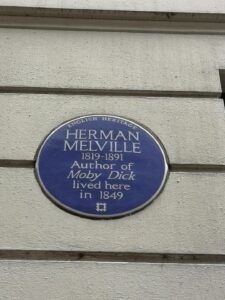 ENGLISH HERITAGE
HERMAN
MELVILLE
1819-1891
Author of
Moby Dick
lived here
in 1849